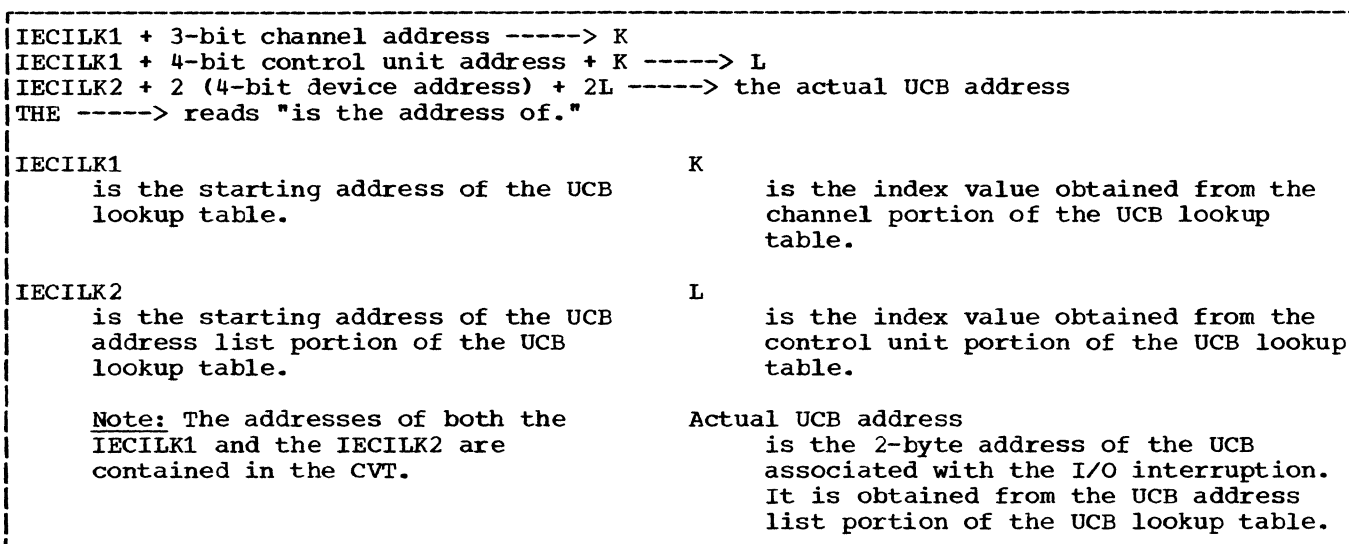 IECILK1 + 3-bit channel address -----> K
IECILK1 + 4-bit control unit address + K -----> L
IECILK2 + 2 (4-bit device address) + 2L -----> the actual UCB address
THE -----> reads "is the address of."
IECILK1
is the starting address of the UCB
lookup table.
K
is the index value obtained from the
channel portion of the UCB lookup
table.
IECILK2
is the starting address of the UCB
address list portion of the UCB
lookup table.
L
is the index value obtained from the
control unit portion of the UCB lookup
table.
Note: The addresses of both the
IECILK1 and the IECILK2 are
contained in the CVT.
Actual UCB address
is the 2-byte address of the UCB
associated with the I/O interruption.
It is obtained from the UCB address
list portion of the UCB lookup table.